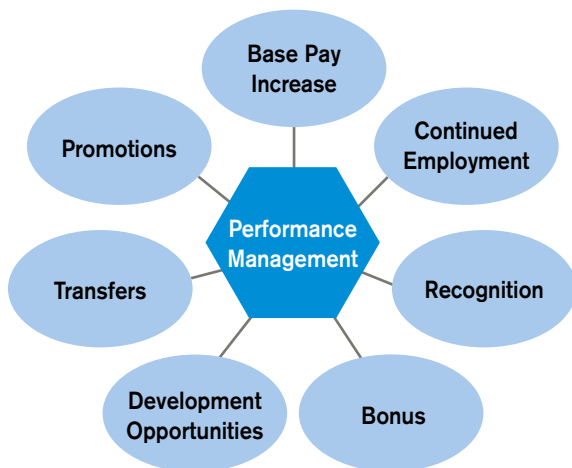 Base Pay
Increase
Promotions
Continued
Employment
Performance
Management
Transfers
Recognition
Development
Opportunities
Bonus